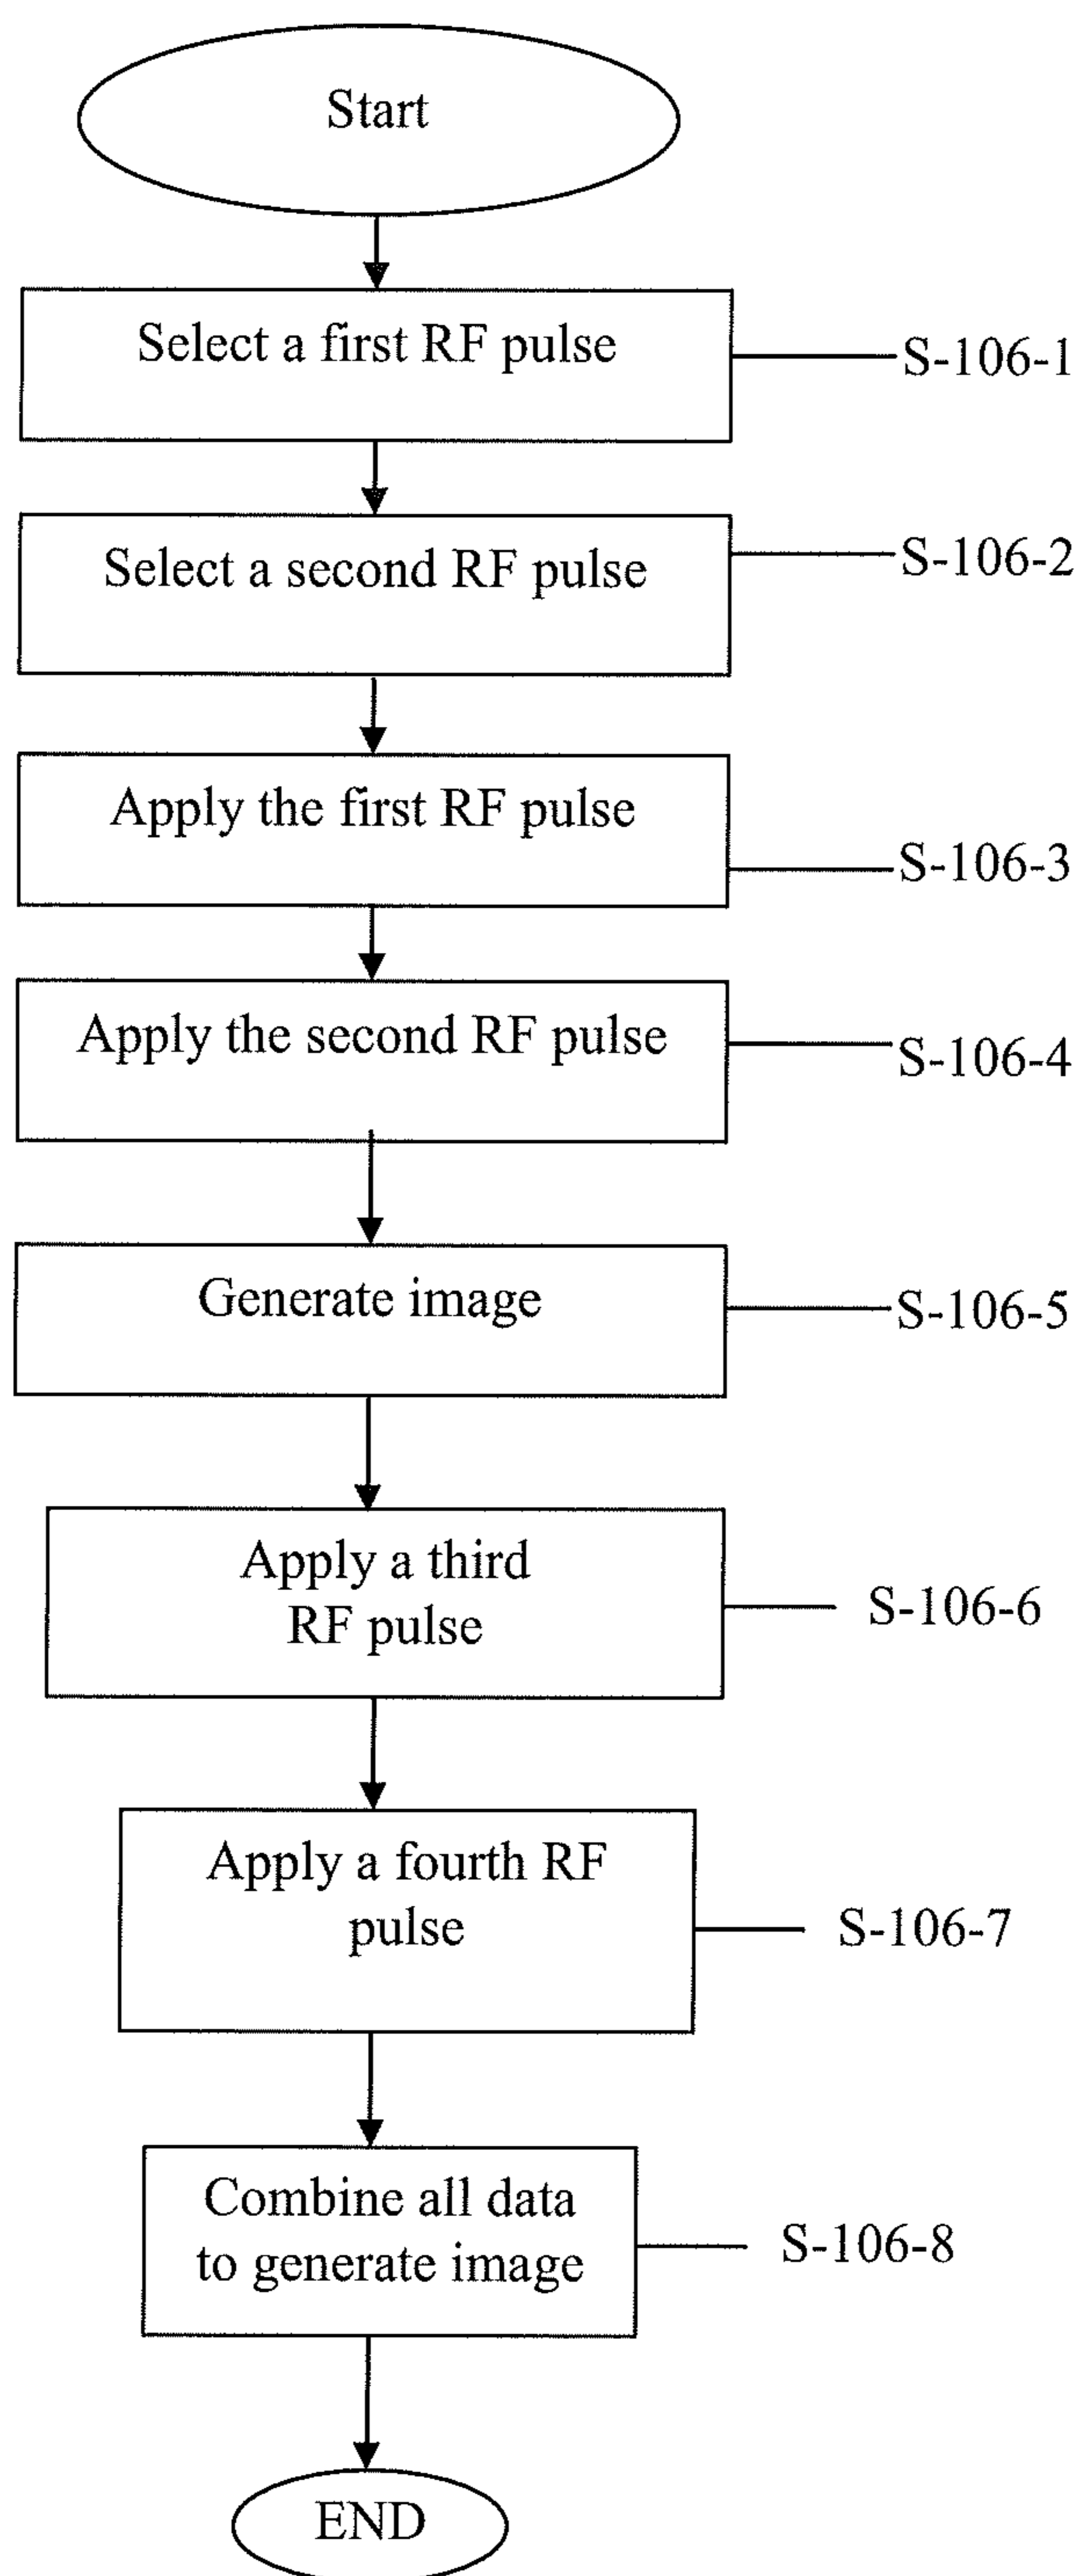 Start
Select a first RF pulse
S-106-1
Select a second RF pulse
S-106-2
Apply the first RF pulse
S-106-3
Apply the second RF pulse
S-106-4
Generate image
S-106-5
Apply a third
RF pulse
S-106-6
Apply a fourth RF
pulse
S-106-7
Combine all data
to generate image
S-106-8
END